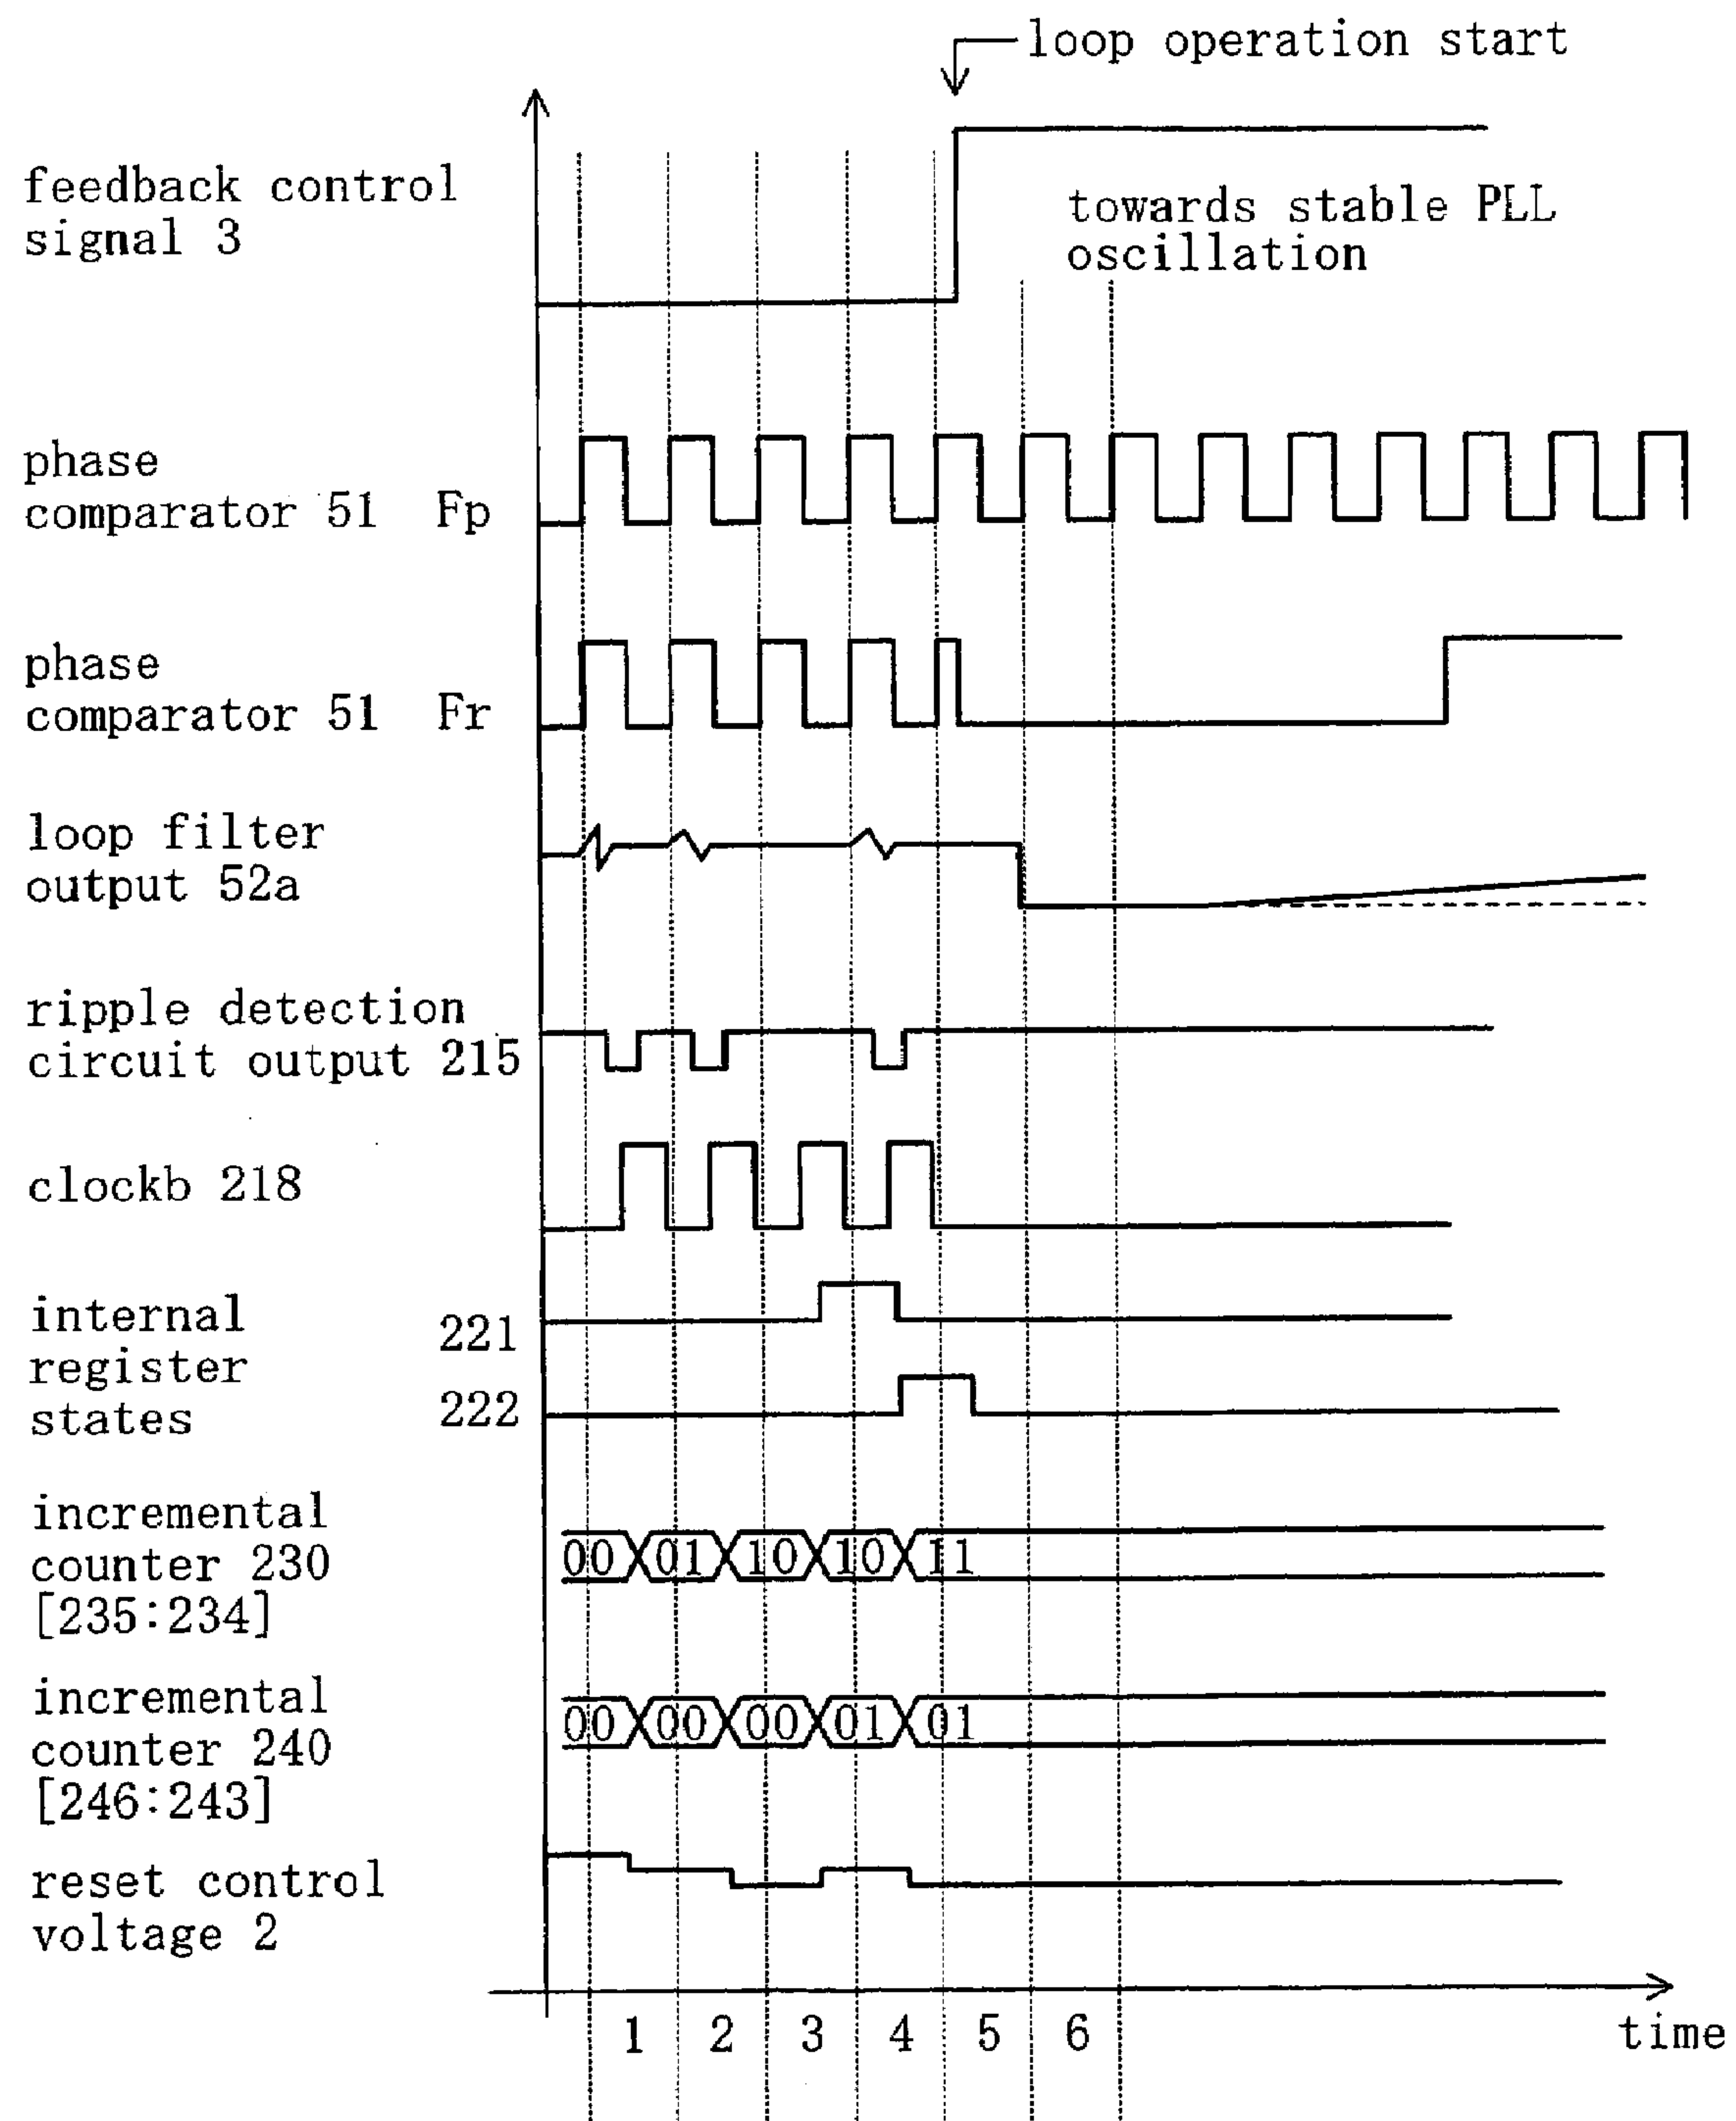 loop operation start
feedback control
signal 3
towards stable PLL
oscillation
phase
comparator 51 Fp
phase
comparator 51 Fr
loop filter
output 52a
ripple detection
circuit output 215
clockb 218
internal
register
states
221
222
incremental
counter 230
[235:234]
00 01 10 10 11
incremental
counter 240
[246:243]
00 00 00 01 01
reset control
voltage 2
1 2 3 4 5 6
time